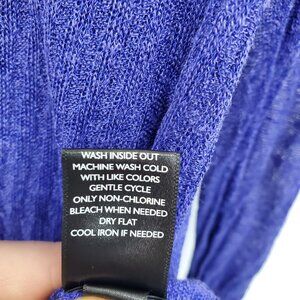 WASH INSIDE OUT
MACHINE WASH COLD
WITH LIKE COLORS
GENTLE CYCLE
ONLY NON-CHLORINE
BLEACH WHEN NEEDED
DRY FLAT
COOL IRON IF NEEDED